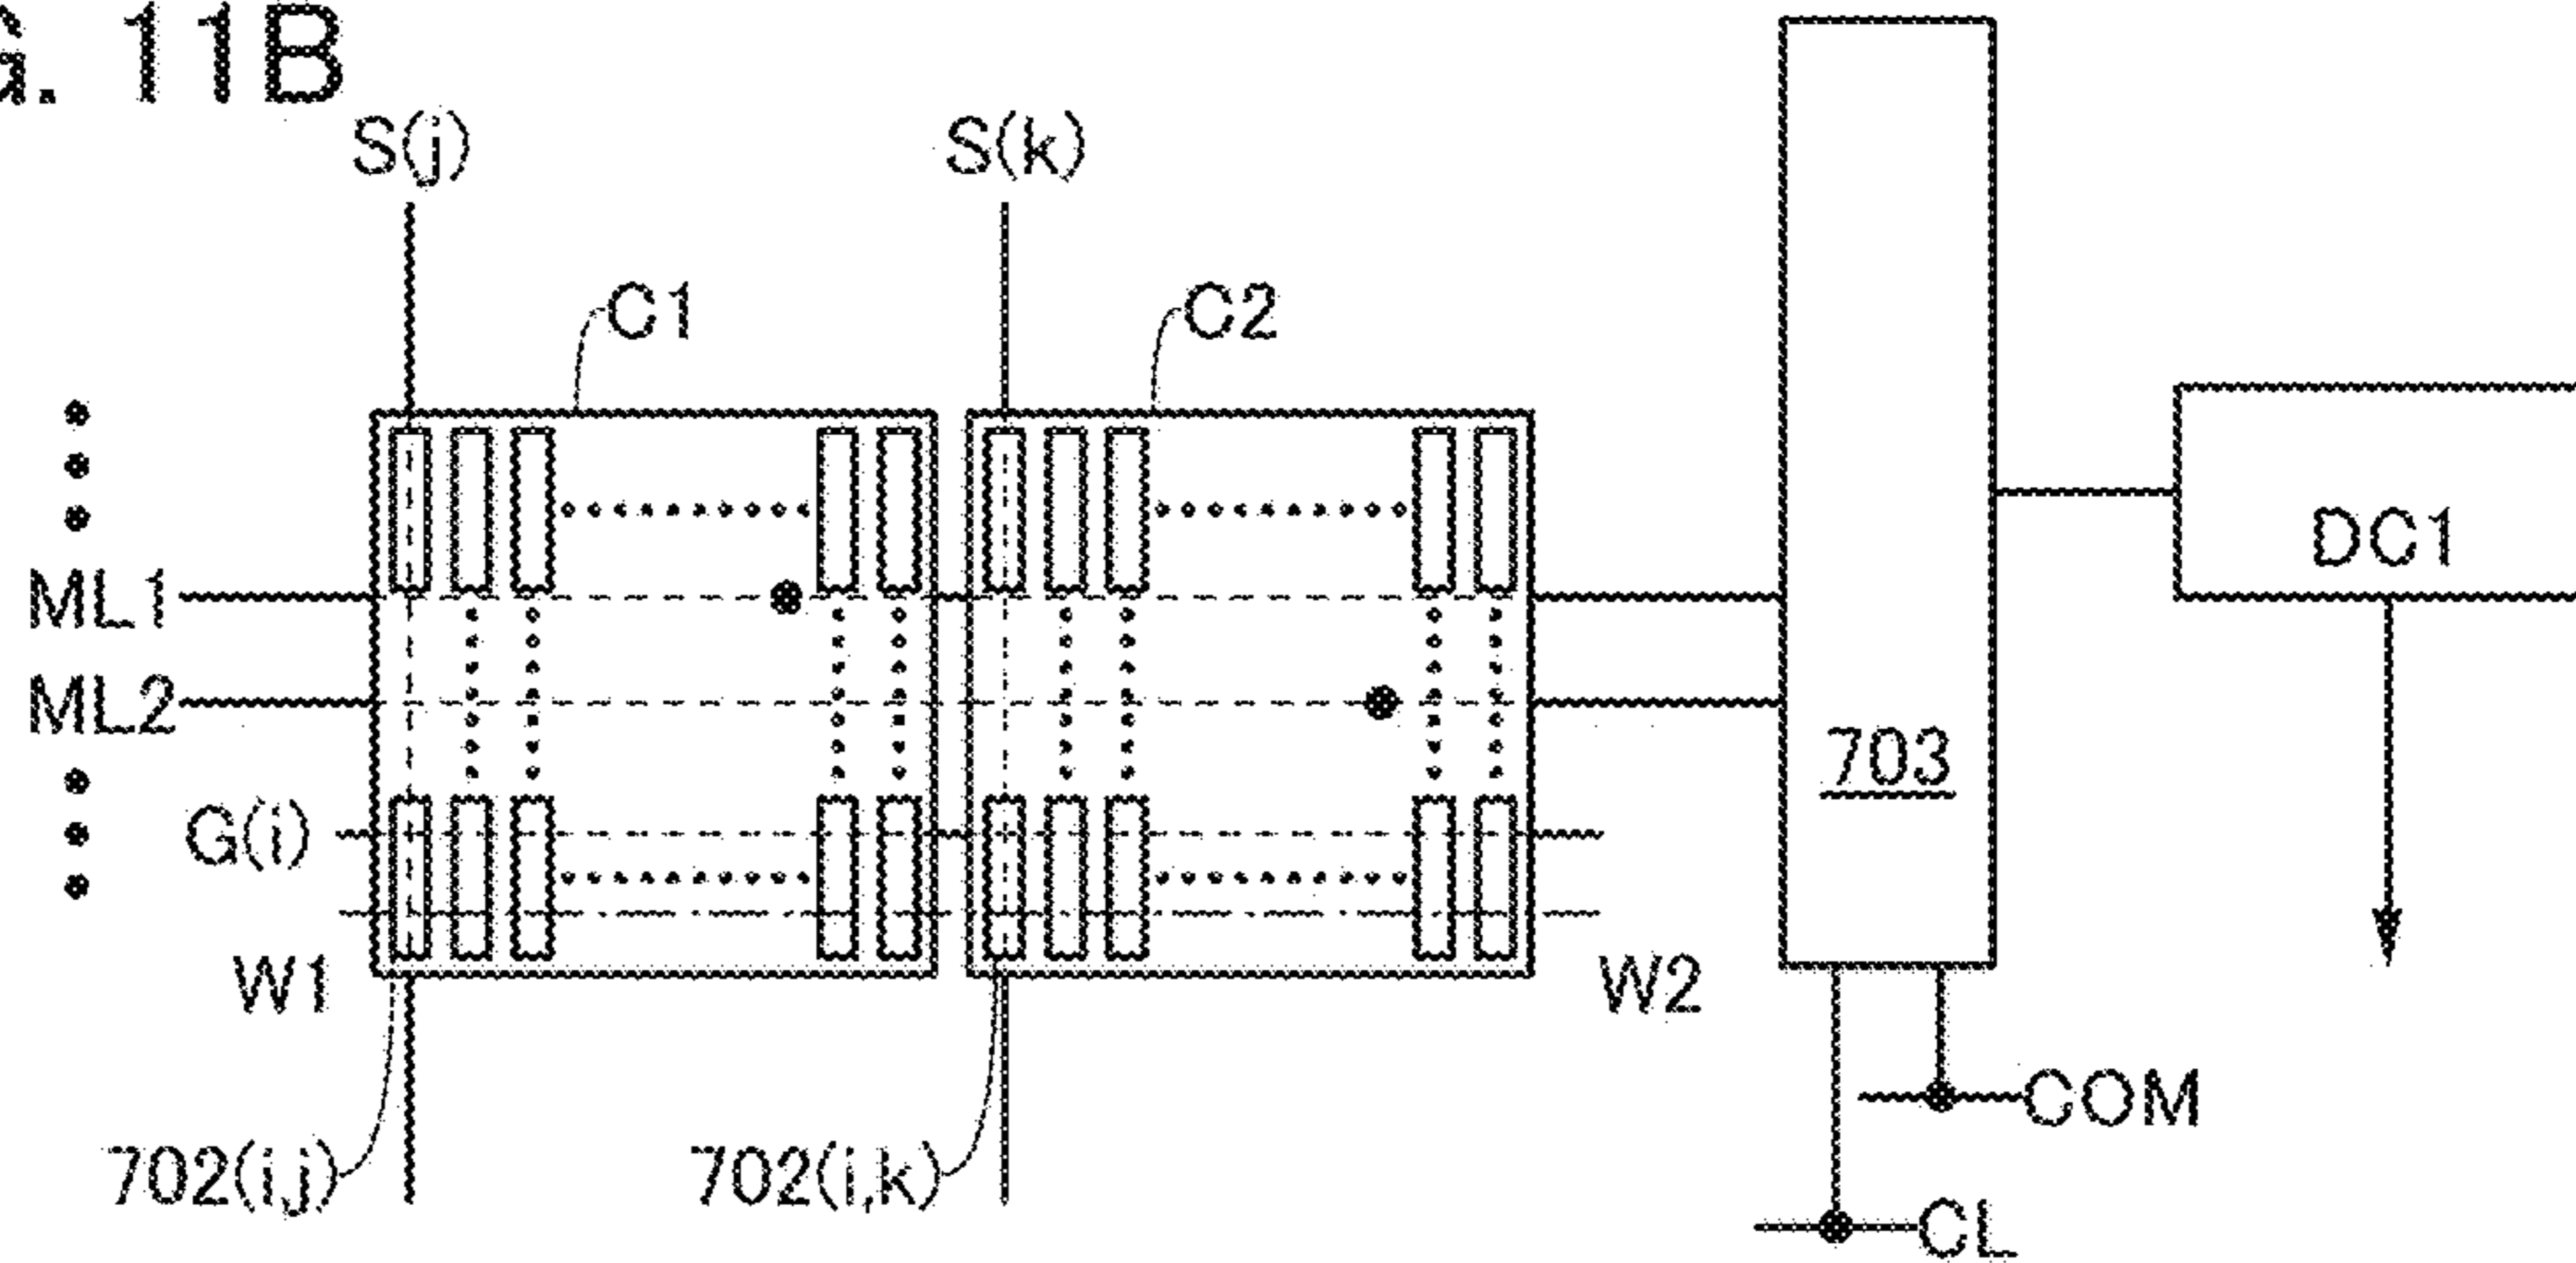 G. 11B
S(j)
S(k)
C1
C2
ML1
DC1
ML2
703
G(i)
W1
W2
COM
702(i,j)
702(i,k)
CL